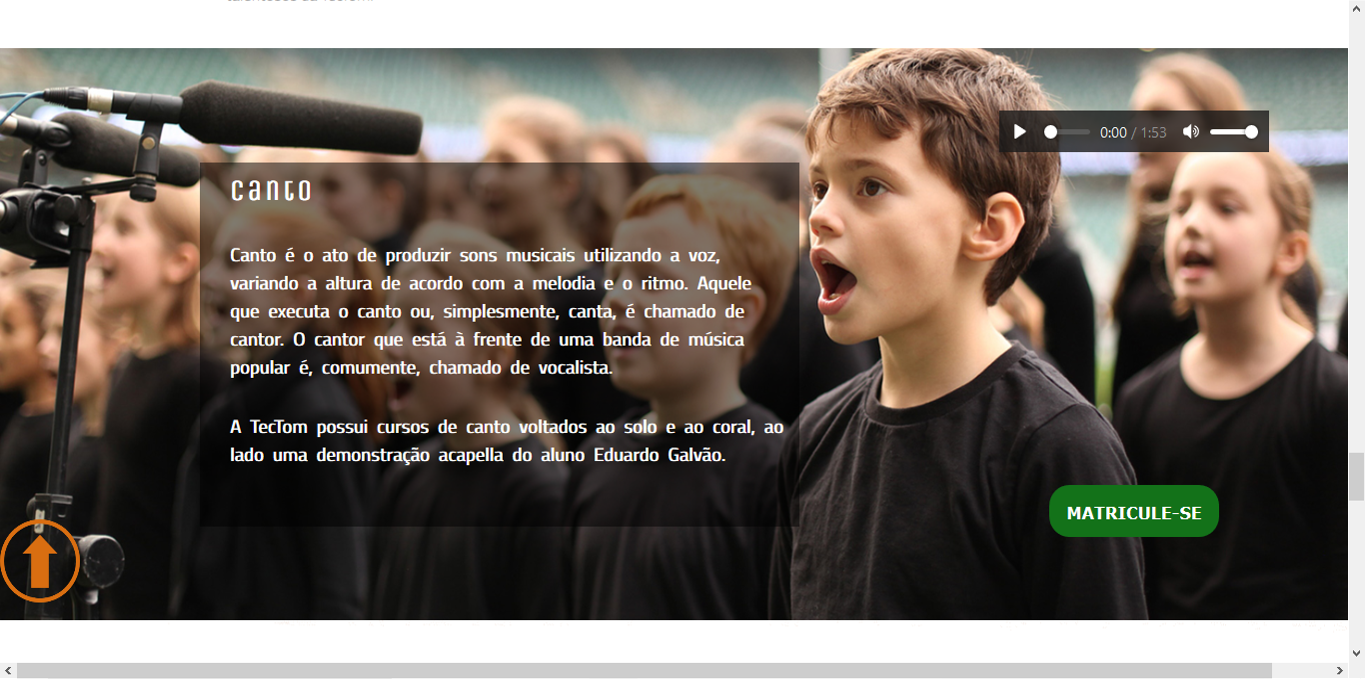 canto
0:00 / 1:53
Canto é o ato de produzir sons musicais utilizando a voz,
variando a altura de acordo com a melodia e o ritmo. Aquele
que executa o canto ou, simplesmente, canta, é chamado de
cantor. O cantor que está à frente de uma banda de música
popular é, comumente, chamado de vocalista.
A TecTom possui cursos de canto voltados ao solo e ao coral, ao
lado uma demonstração acapella do aluno Eduardo Galvão.
MATRICULE-SE